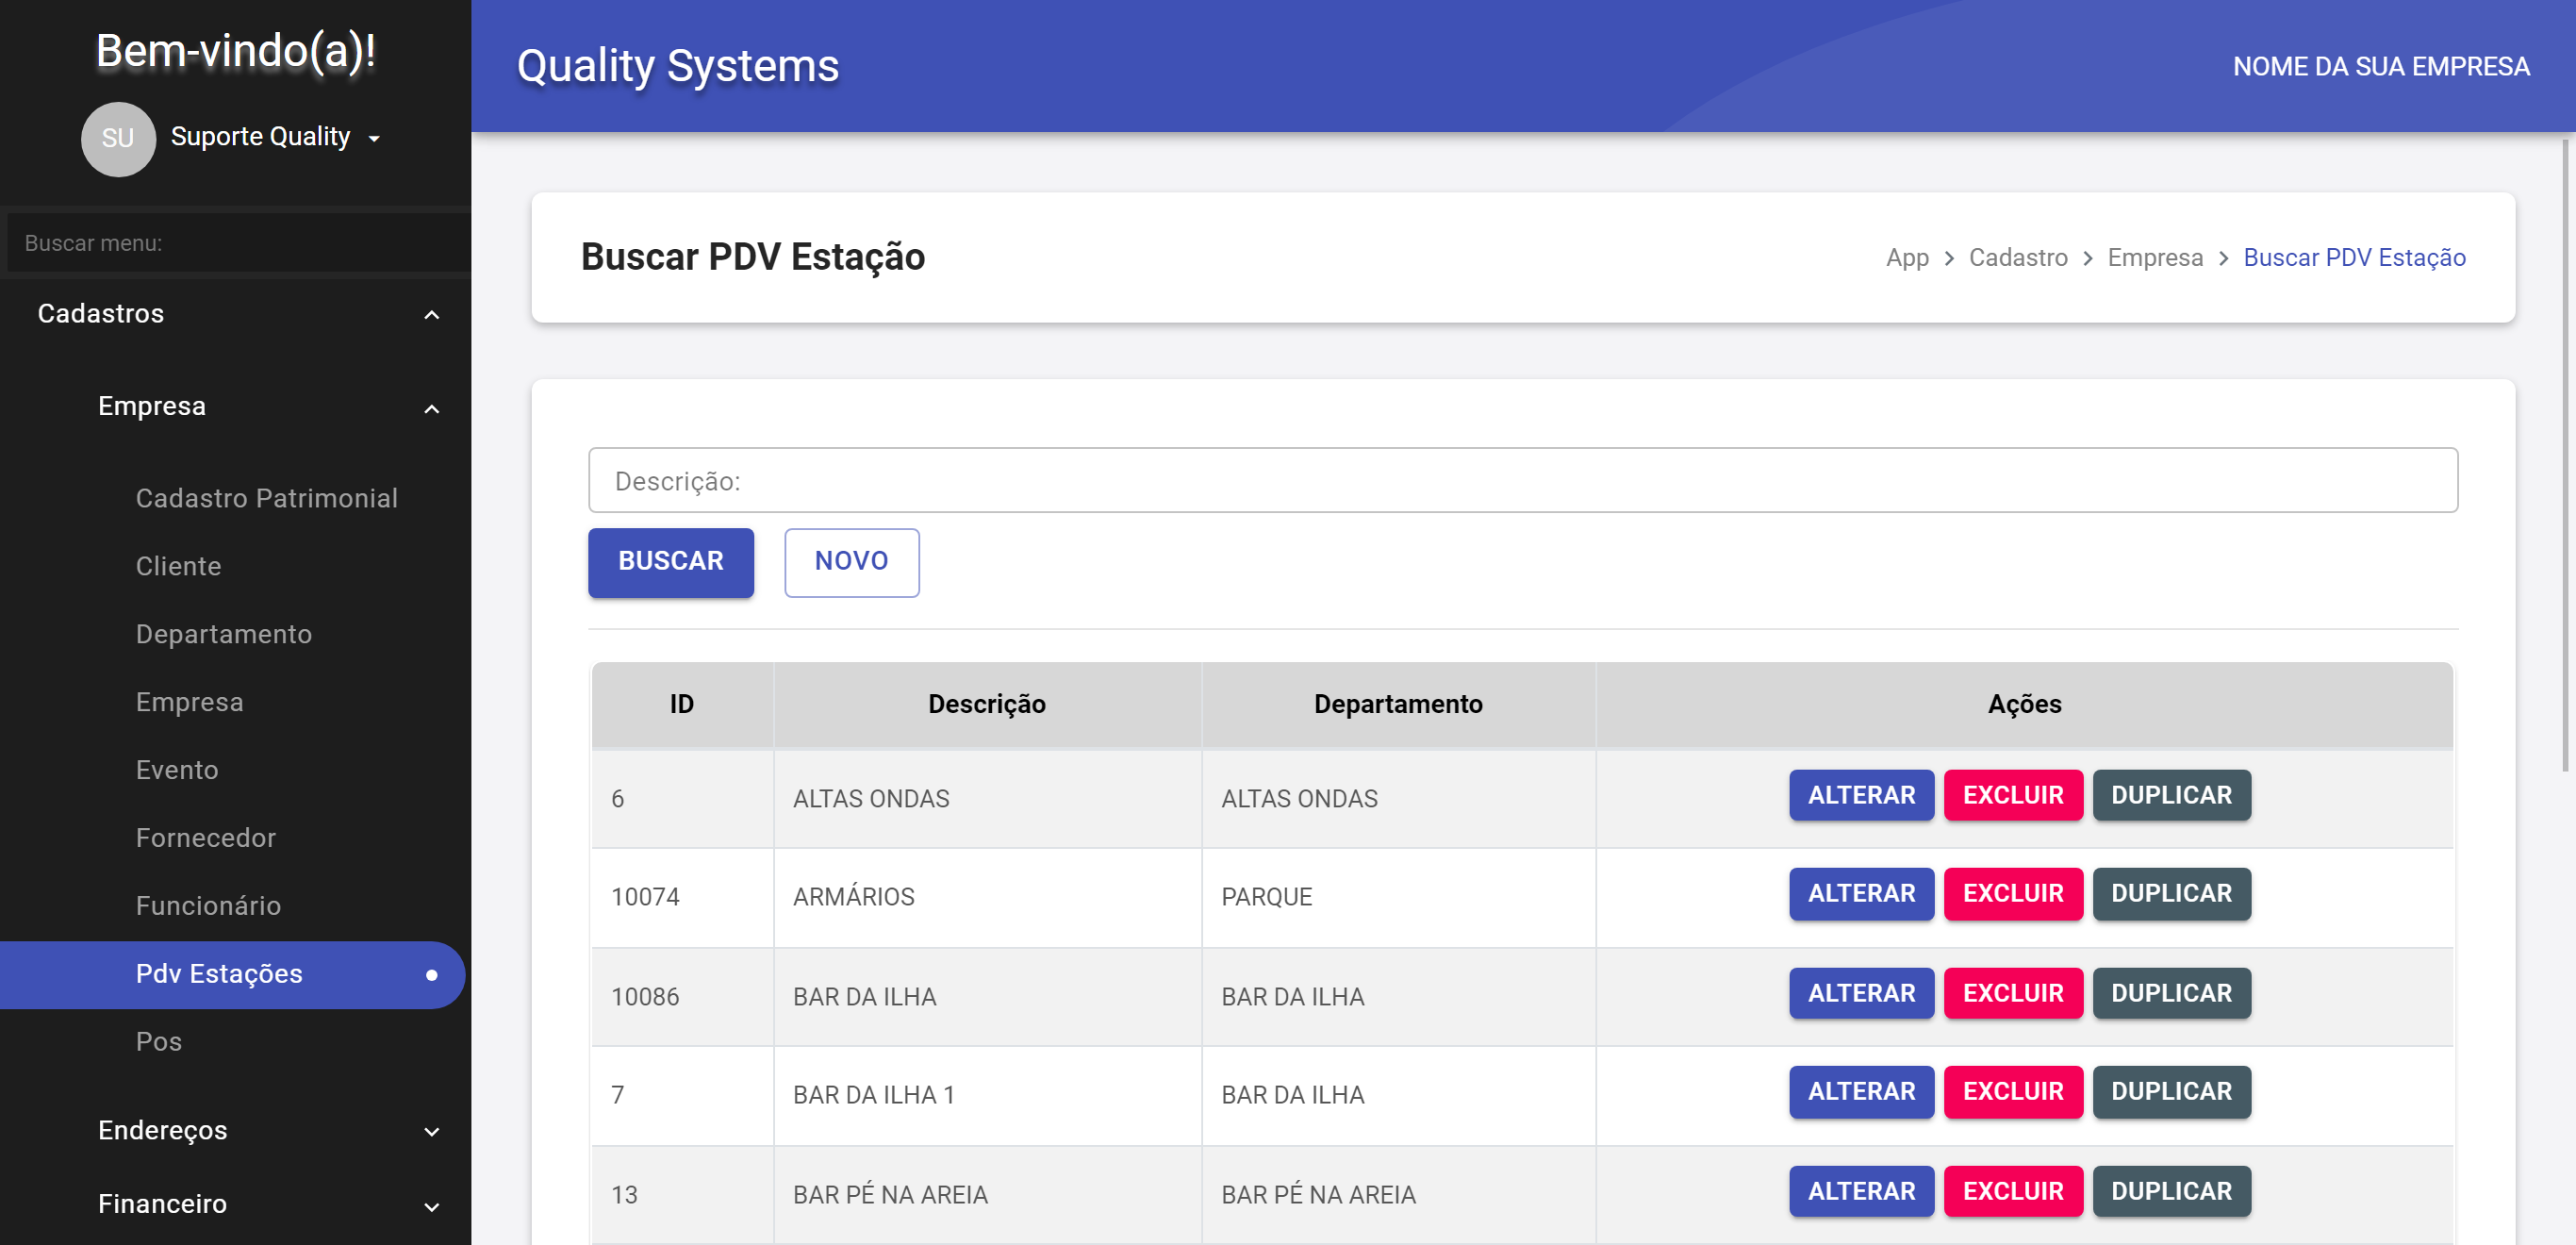 Bem-vindo(a)!
SU
Suporte Quality
Buscar menu:
Cadastros
Empresa
Cadastro Patrimonial
Cliente
Departamento
Empresa
Evento
Fornecedor
Funcionário
Pdv Estações
Pos
Endereços
Financeiro
Quality Systems
NOME DA SUA EMPRESA
Buscar PDV Estação
App > Cadastro > Empresa > Buscar PDV Estação
Descrição:
BUSCAR NOVO
ID Descrição Departamento Ações
6 ALTAS ONDAS ALTAS ONDAS ALTERAR EXCLUIR DUPLICAR
10074 ARMÁRIOS PARQUE ALTERAR EXCLUIR DUPLICAR
10086 BAR DA ILHA BAR DA ILHA ALTERAR EXCLUIR DUPLICAR
7 BAR DA ILHA 1 BAR DA ILHA ALTERAR EXCLUIR DUPLICAR
13 BAR PÉ NA AREIA BAR PÉ NA AREIA ALTERAR EXCLUIR DUPLICAR